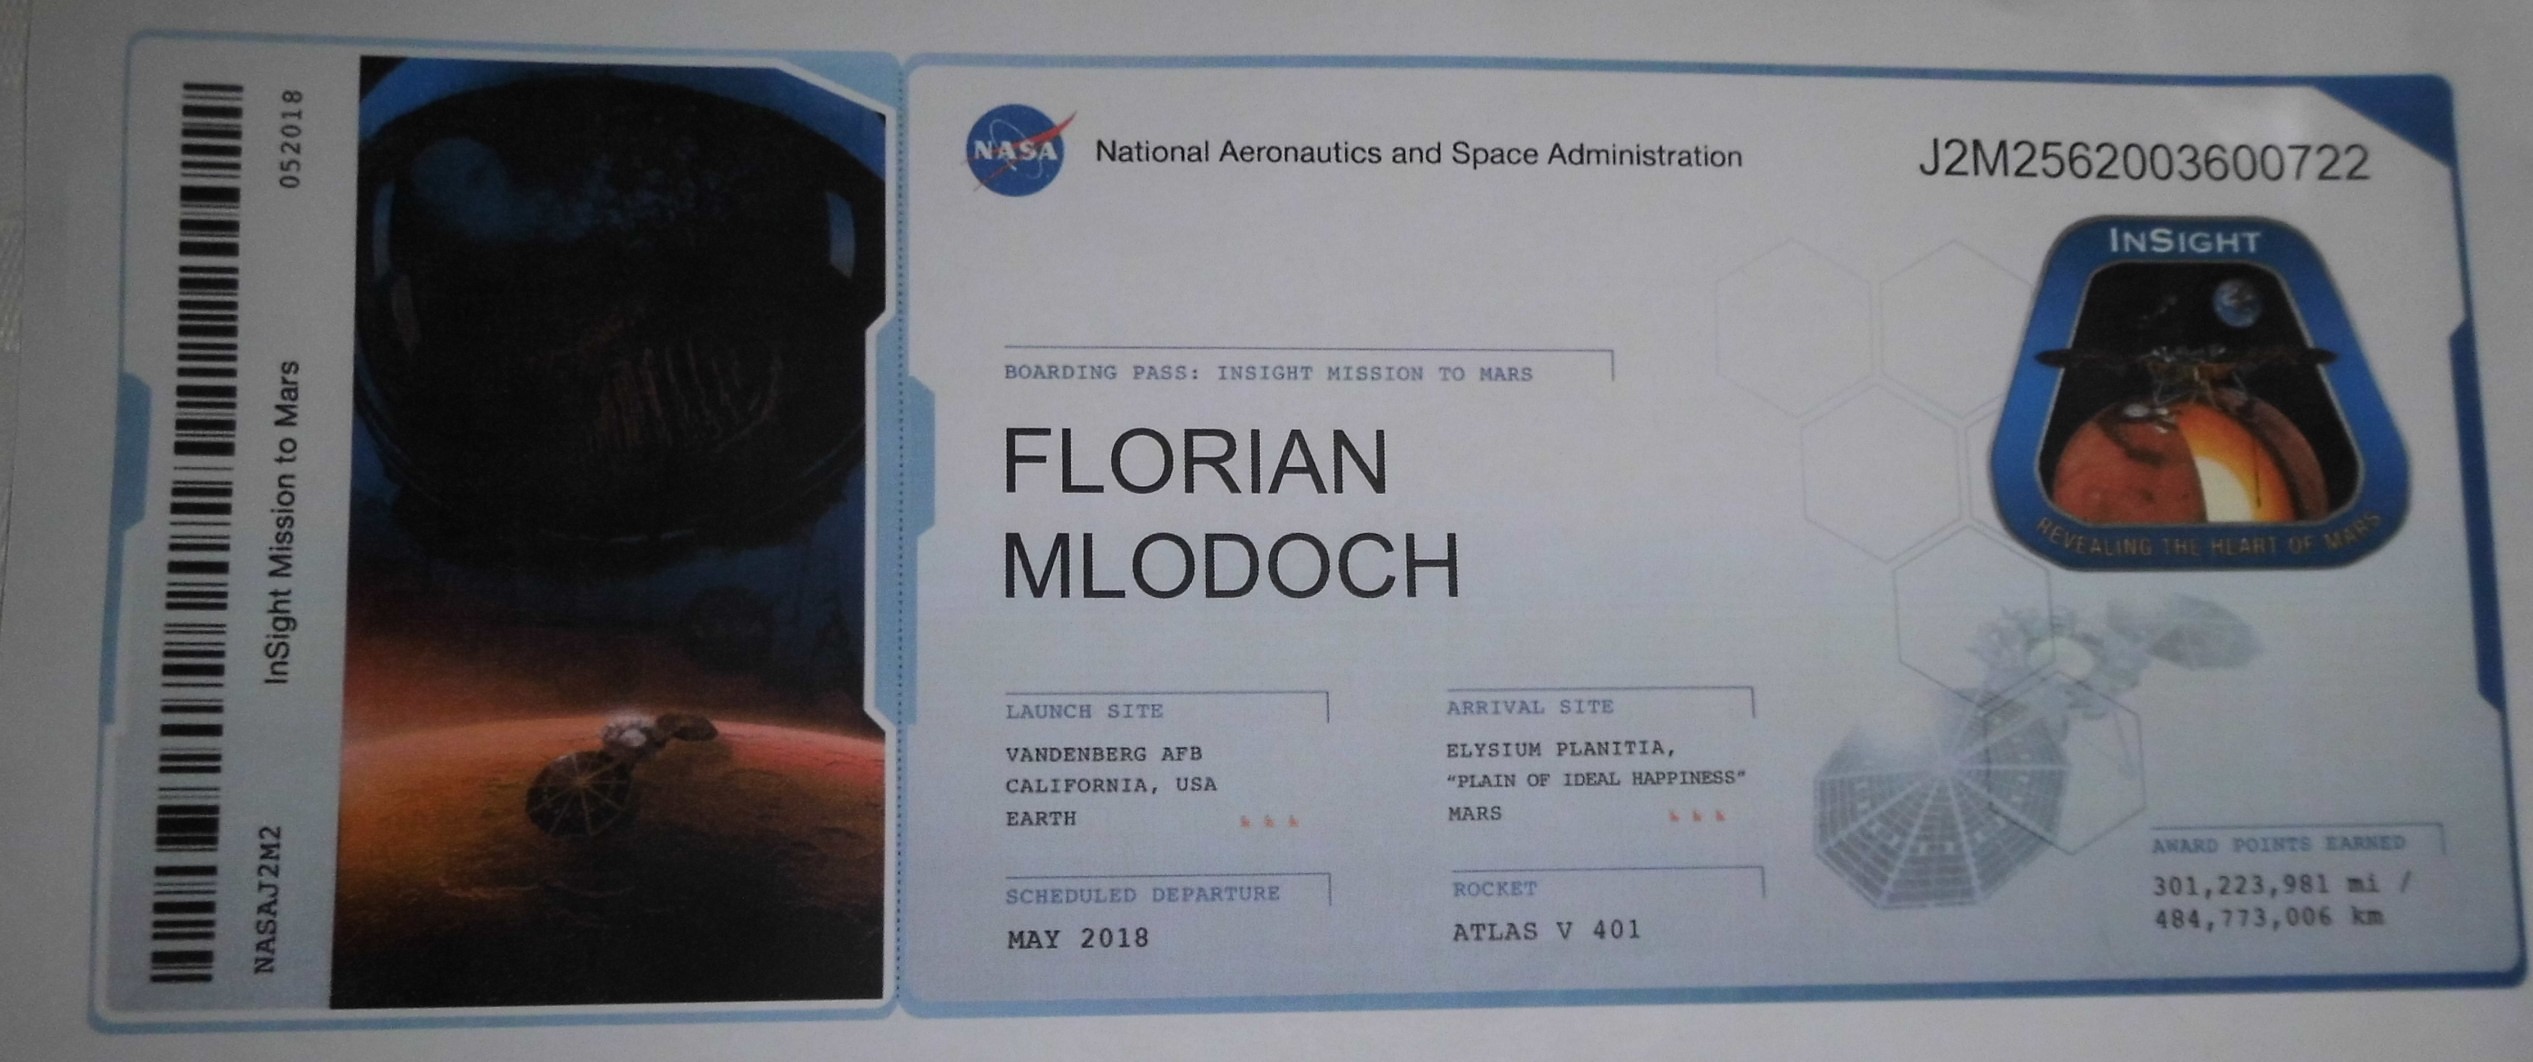 052018
InSight Mission to Mars
NASAJ2M2
NASA
National Aeronautics and Space Administration
J2M2562003600722
INSIGHT
REVEALING THE HEART OF MARS
BOARDING PASS: INSIGHT MISSION TO MARS
FLORIAN
MLODOCH
LAUNCH SITE
VANDENBERG AFB
CALIFORNIA, USA
EARTH
ARRIVAL SITE
ELYSIUM PLANITIA,
“PLAIN OF IDEAL HAPPINESS”
MARS
SCHEDULED DEPARTURE
MAY 2018
ROCKET
ATLAS V 401
AWARD POINTS EARNED
301,223,981 mi /
484,773,006 km